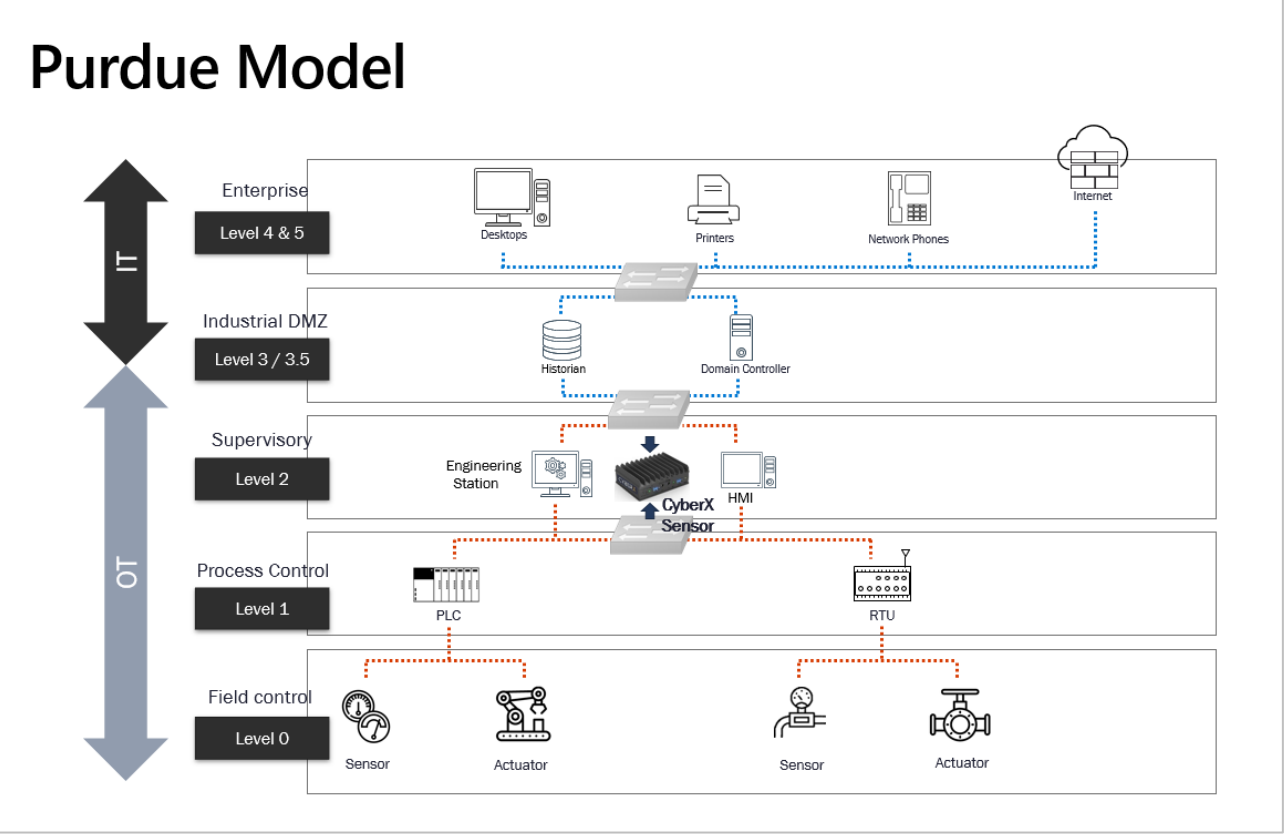 Purdue Model
IT
OT
Enterprise
Level 4 & 5
Desktops
Printers
Network Phones
Internet
Industrial DMZ
Level 3 / 3.5
Historian
Domain Controller
Supervisory
Level 2
Engineering
Station
CyberX
Sensor
HMI
Process Control
Level 1
PLC
RTU
Field control
Level 0
Sensor
Actuator
Sensor
Actuator